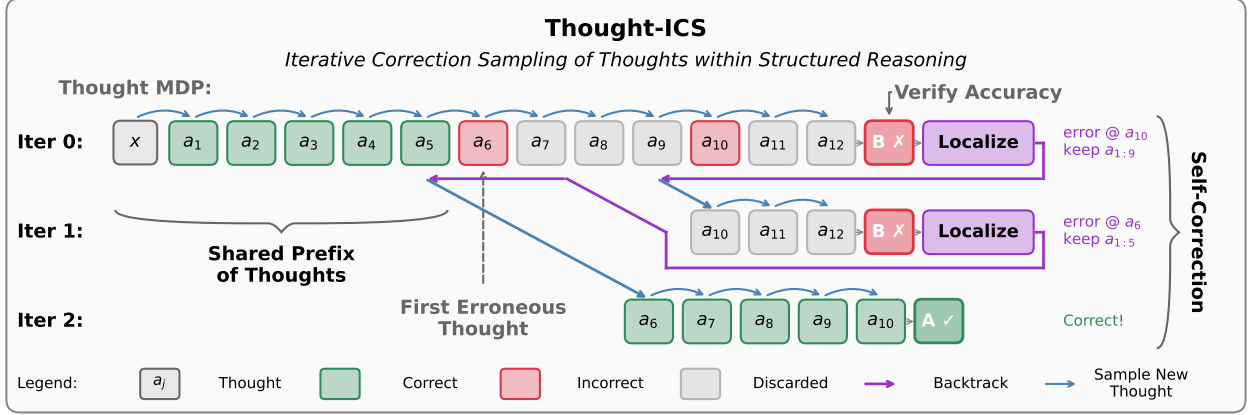 Thought-ICS
Iterative Correction Sampling of Thoughts within Structured Reasoning
Thought MDP:
Verify Accuracy
Iter 0:
x a1 a2 a3 a4 a5 a6 a7 a8 a9 a10 a11 a12 B ✗ Localize
error @ a10
keep a1:9
Iter 1:
a10 a11 a12 B ✗ Localize
error @ a6
keep a1:5
Shared Prefix
of Thoughts
First Erroneous
Thought
Iter 2:
a6 a7 a8 a9 a10 A ✓
Correct!
Self-Correction
Legend:
aj Thought
Correct
Incorrect
Discarded
Backtrack
Sample New
Thought